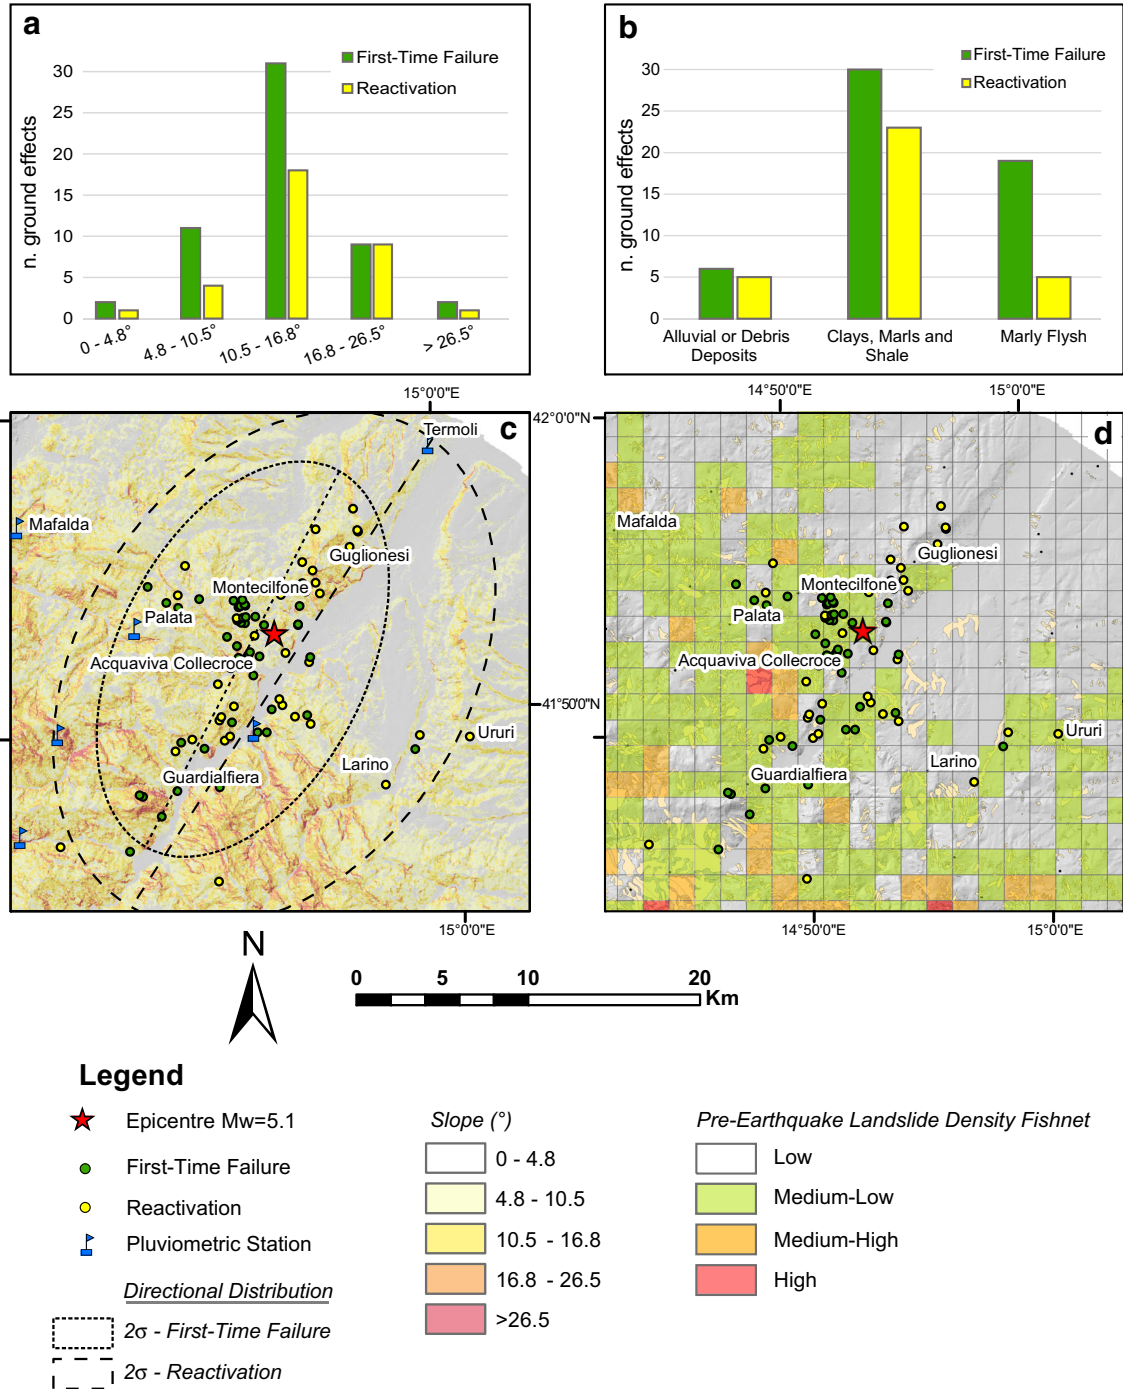 a
First-Time Failure
Reactivation
n. ground effects
30
25
20
15
10
5
0
0 - 4.8°
4.8 - 10.5°
10.5 - 16.8°
16.8 - 26.5°
> 26.5°
b
First-Time Failure
Reactivation
n. ground effects
30
25
20
15
10
5
0
Alluvial or Debris
Deposits
Clays, Marls and
Shale
Marly Flysh
15°0'0"E
c
Termoli
Mafalda
Guglionesi
Montecilfone
Palata
Acquaviva Collecroce
Ururi
Larino
Guardialfiera
15°0'0"E
42°0'0"N
41°50'0"N
14°50'0"E
15°0'0"E
d
Mafalda
Guglionesi
Montecilfone
Palata
Acquaviva Collecroce
Ururi
Larino
Guardialfiera
14°50'0"E
15°0'0"E
N
0
5
10
20
Km
Legend
Epicentre Mw=5.1
First-Time Failure
Reactivation
Pluviometric Station
Directional Distribution
2σ - First-Time Failure
2σ - Reactivation
Slope (°)
0 - 4.8
4.8 - 10.5
10.5 - 16.8
16.8 - 26.5
>26.5
Pre-Earthquake Landslide Density Fishnet
Low
Medium-Low
Medium-High
High